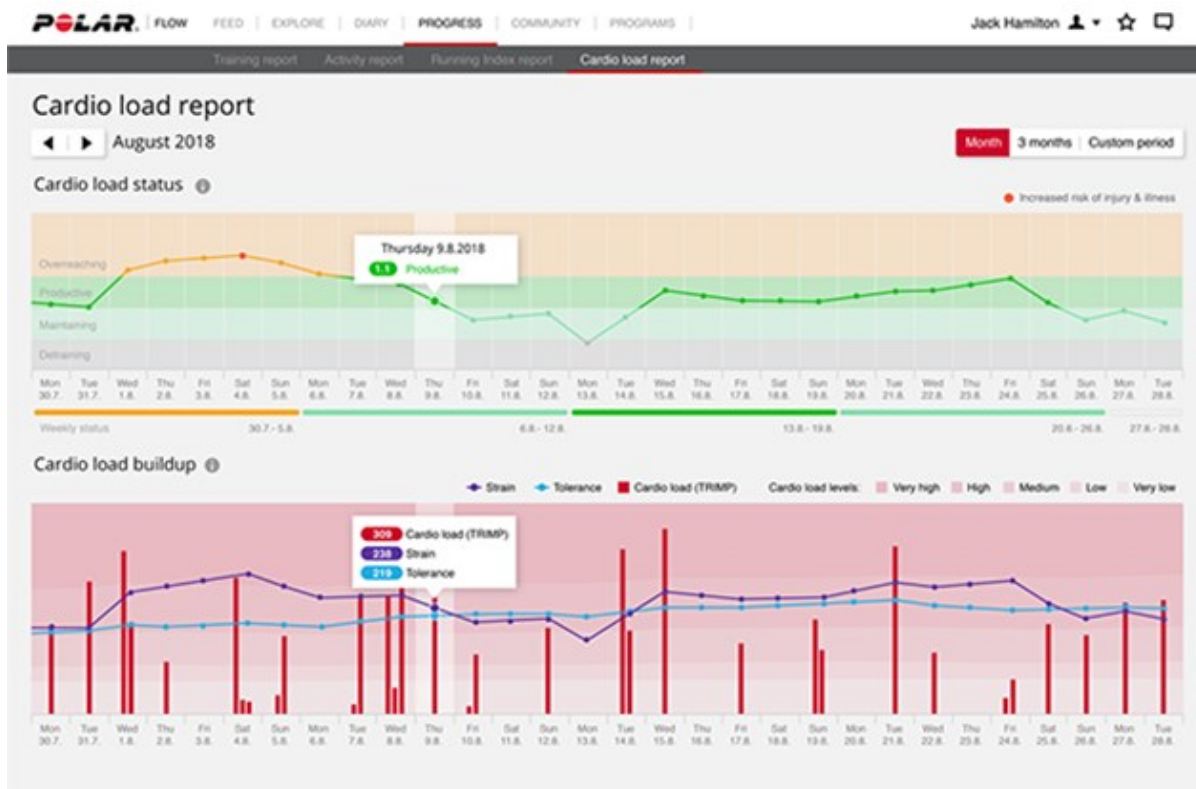 POLAR. FLOW FEED EXPLORE DIARY PROGRESS COMMUNITY PROGRAMS Jack Hamilton
Training report Activity report Running Index report Cardio load report
Cardio load report
August 2018 Month 3 months Custom period
Cardio load status
Increased risk of injury & illness
Thursday 9.8.2018
1.1 Productive
Overreaching
Productive
Maintaining
Detraining
Mon Tue Wed Thu Fri Sat Sun Mon Tue Wed Thu Fri Sat Sun Mon Tue Wed Thu Fri Sat Sun Mon Tue Wed Thu Fri Sat Sun Mon Tue
30.7. 31.7. 1.8. 2.8. 3.8. 4.8. 5.8. 6.8. 7.8. 8.8. 9.8. 10.8. 11.8. 12.8. 13.8. 14.8. 15.8. 16.8. 17.8. 18.8. 19.8. 20.8. 21.8. 22.8. 23.8. 24.8. 25.8. 26.8. 27.8. 28.8.
Weekly status 30.7.- 5.8. 6.8.- 12.8. 13.8.- 19.8. 20.8.- 26.8. 27.8.- 28.8.
Cardio load buildup
Strain Tolerance Cardio load (TRIMP) Cardio load levels: Very high High Medium Low Very low
309 Cardio load (TRIMP)
238 Strain
219 Tolerance
Mon Tue Wed Thu Fri Sat Sun Mon Tue Wed Thu Fri Sat Sun Mon Tue Wed Thu Fri Sat Sun Mon Tue Wed Thu Fri Sat Sun Mon Tue
30.7. 31.7. 1.8. 2.8. 3.8. 4.8. 5.8. 6.8. 7.8. 8.8. 9.8. 10.8. 11.8. 12.8. 13.8. 14.8. 15.8. 16.8. 17.8. 18.8. 19.8. 20.8. 21.8. 22.8. 23.8. 24.8. 25.8. 26.8. 27.8. 28.8.